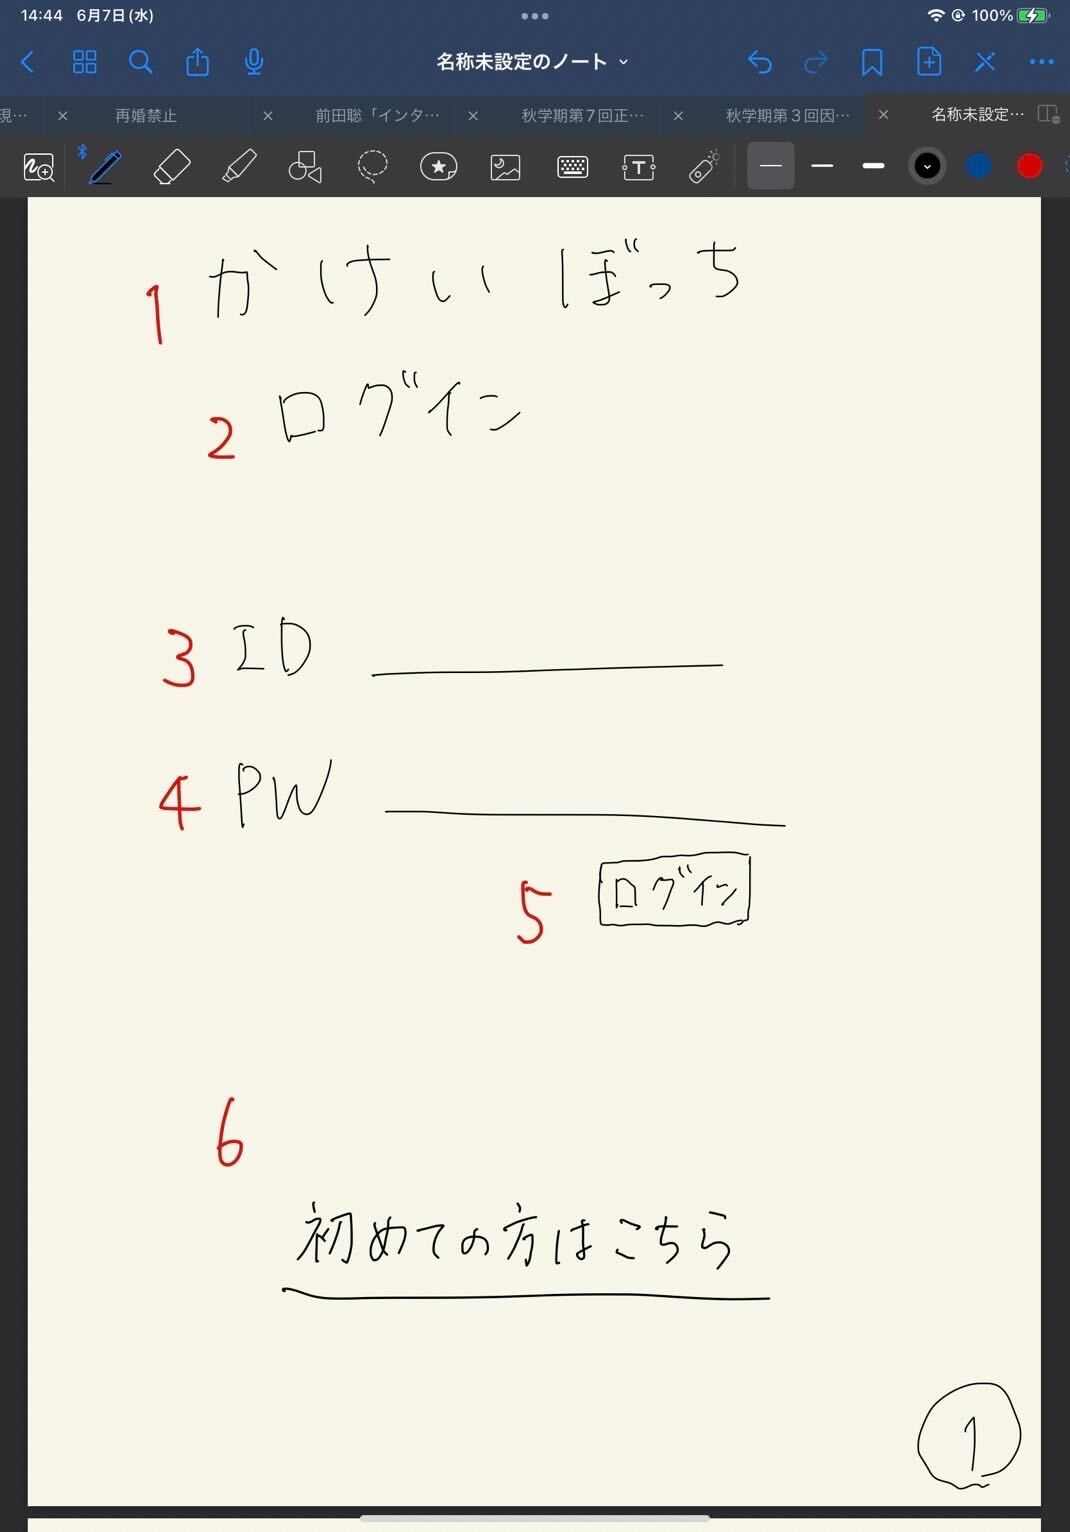 14:44 6月7日(水) 100%
名称未設定のノート
現… 再婚禁止 前田聡「インタ… 秋学期第7回正… 秋学期第3回因… 名称未設定…
1 かけいぼっち
2 ログイン
3 ID
4 PW
5 ログイン
6
初めての方はこちら
1